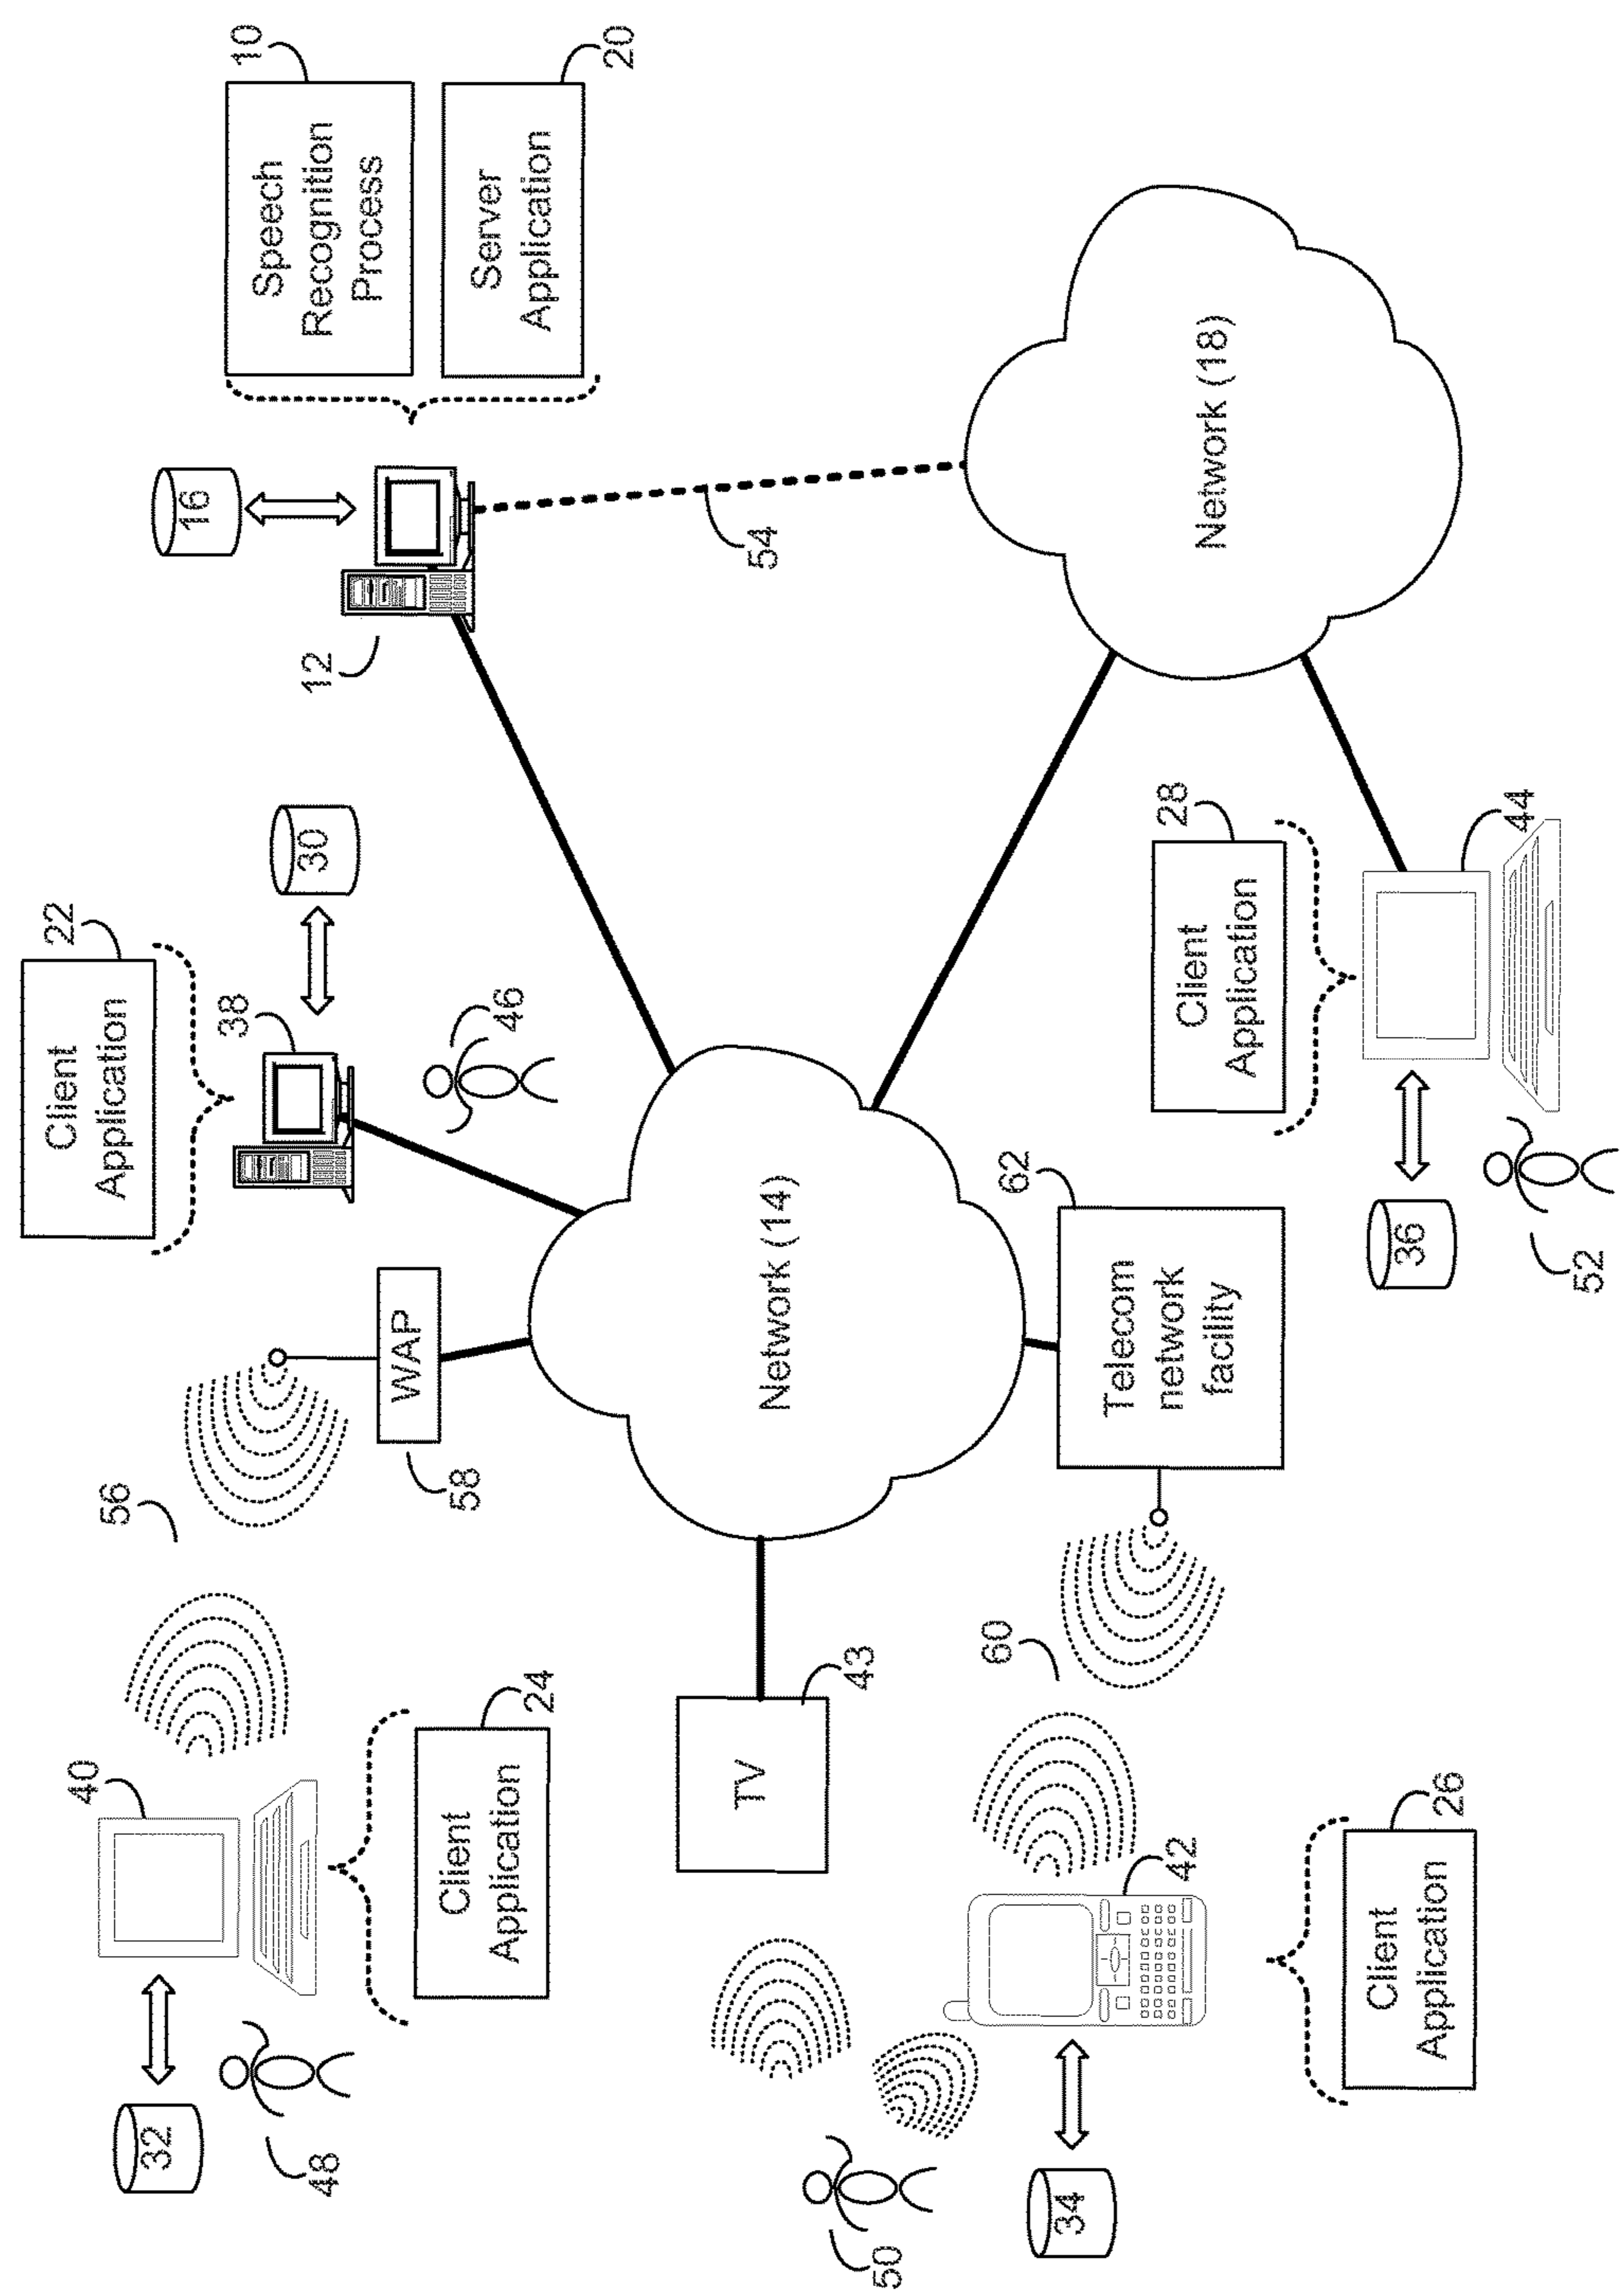 32
48
40
Client
Application
24
56
WAP
58
Client
Application
22
38
30
46
16
12
Speech
Recognition
Process
10
Server
Application
20
54
TV
43
Network (14)
50
34
42
60
Telecom
network
facility
62
Client
Application
26
Network (18)
Client
Application
28
36
52
44